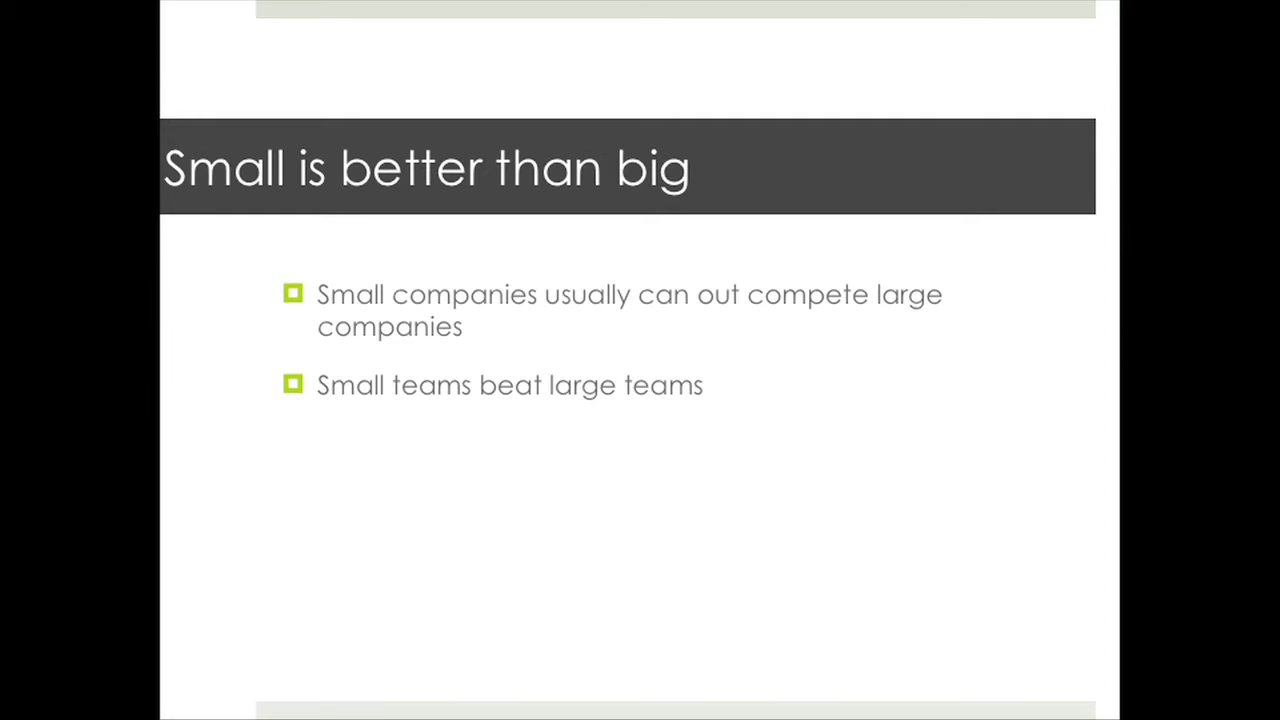 Small is better than big
Small companies usually can out compete large
companies
Small teams beat large teams